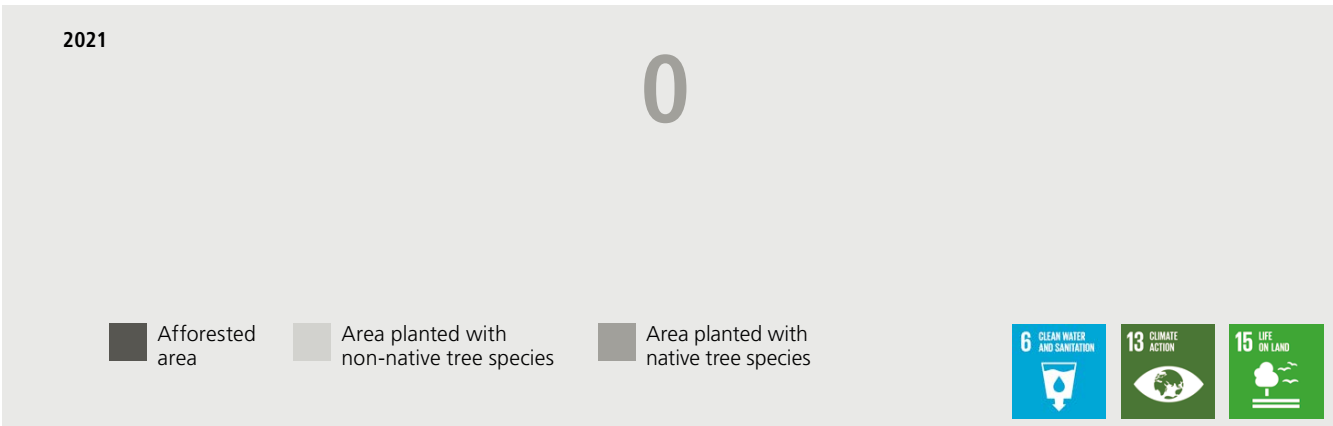 2021
0
Afforested
area
Area planted with
non-native tree species
Area planted with
native tree species
6 CLEAN WATER
AND SANITATION
13 CLIMATE
ACTION
15 LIFE
ON LAND